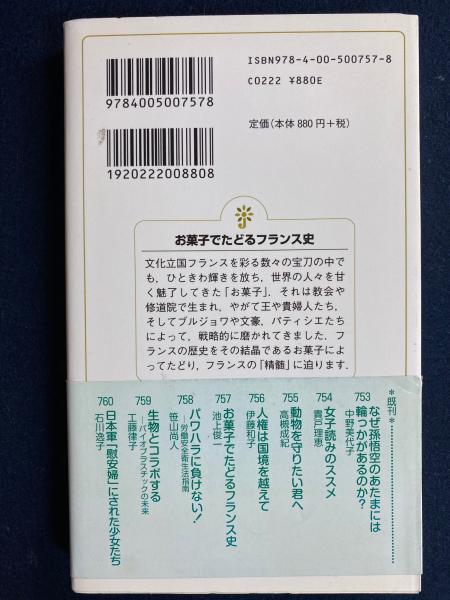 ISBN978-4-00-500757-8
C0222 ¥880E
定価(本体 880円+税)
9784005007578
1920222008808
お菓子でたどるフランス史
文化立国フランスを彩る数々の宝刀の中で
も，ひときわ輝きを放ち，世界の人々を甘
く魅了してきた「お菓子」．それは教会や
修道院で生まれ，やがて王や貴婦人たち，
そしてブルジョワや文豪，パティシエたち
によって，戦略的に磨かれてきました．フ
ランスの歴史をその結晶であるお菓子によ
ってたどり，フランスの「精髄」に迫ります．
*既刊*
753
なぜ孫悟空のあたまには
輪っかがあるのか?
中野美代子
754
女子読みのススメ
貴戸理恵
755
動物を守りたい君へ
高槻成紀
756
人権は国境を越えて
伊藤和子
757
お菓子でたどるフランス史
池上俊一
758
パワハラに負けない!
―労働安全衛生法指南
笹山尚人
759
生物とコラボする
―バイオプラスチックの未来
工藤律子
760
日本軍「慰安婦」にされた少女たち
石川逸子